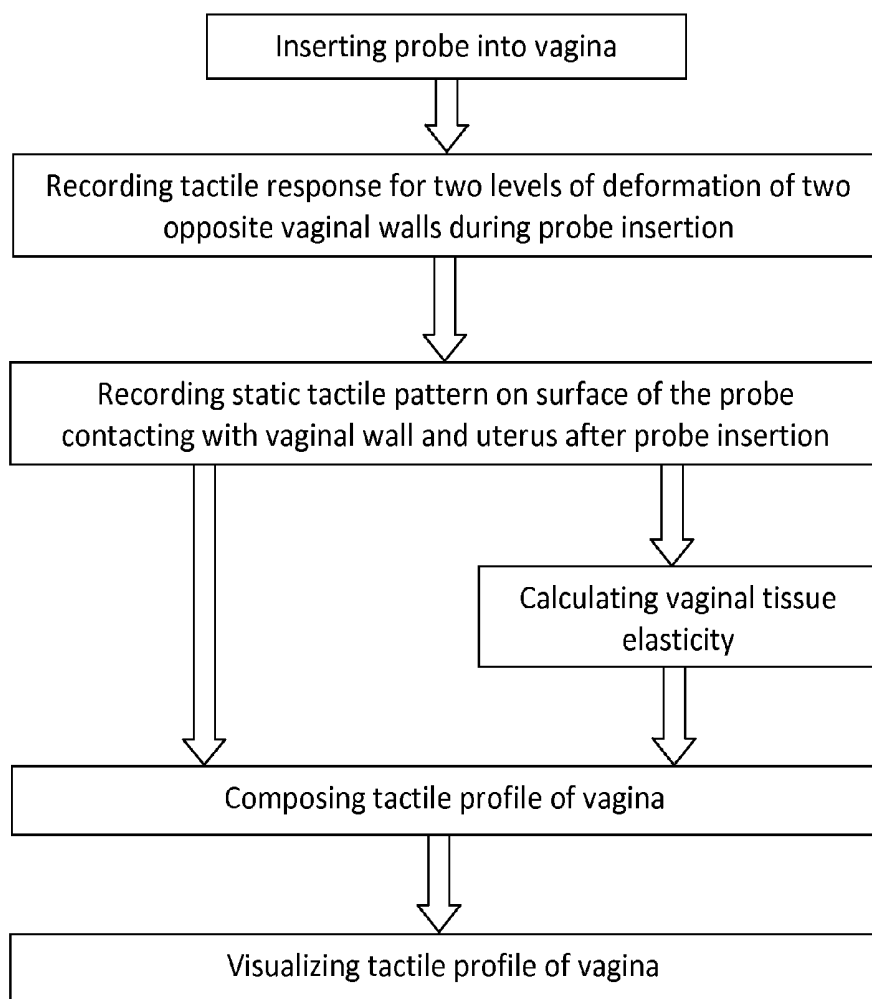 Inserting probe into vagina
Recording tactile response for two levels of deformation of two
opposite vaginal walls during probe insertion
Recording static tactile pattern on surface of the probe
contacting with vaginal wall and uterus after probe insertion
Calculating vaginal tissue
elasticity
Composing tactile profile of vagina
Visualizing tactile profile of vagina